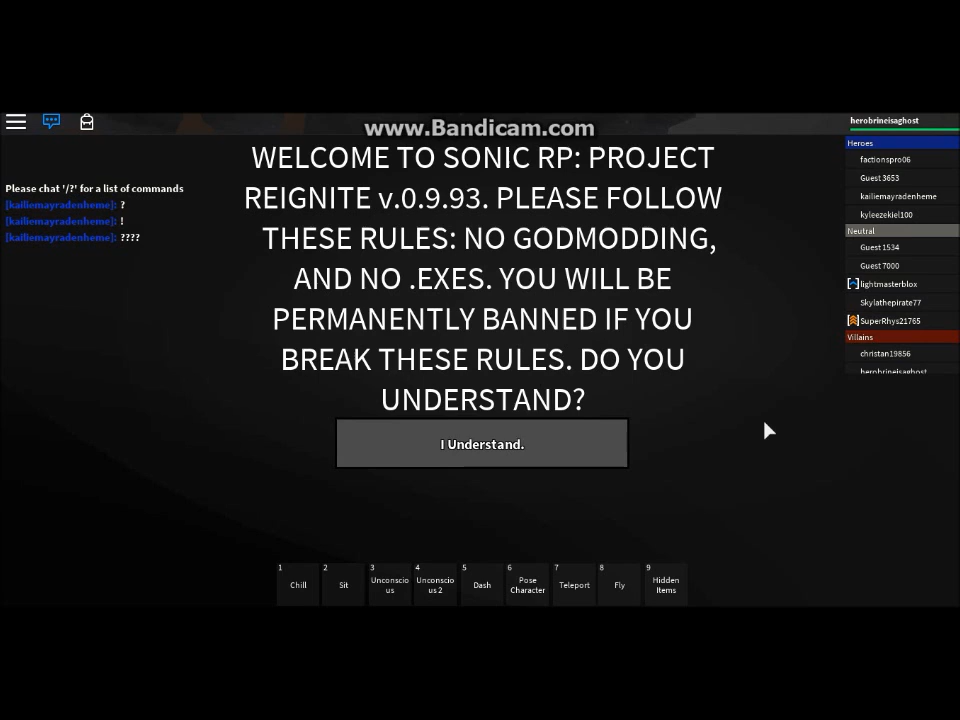 www.Bandicam.com
herobrineisaghost
WELCOME TO SONIC RP: PROJECT
REIGNITE v.0.9.93. PLEASE FOLLOW
THESE RULES: NO GODMODDING,
AND NO .EXES. YOU WILL BE
PERMANENTLY BANNED IF YOU
BREAK THESE RULES. DO YOU
UNDERSTAND?
I Understand.
Please chat '/?' for a list of commands
[kailiemayradenheme]: ?
[kailiemayradenheme]: !
[kailiemayradenheme]: ????
Heroes
factionspro06
Guest 3653
kailiemayradenheme
kyleezekiel100
Neutral
Guest 1534
Guest 7000
lightmasterblox
Skylathepirate77
SuperRhys21765
Villains
christan19856
herobrineisaghost
1
Chill
2
Sit
3
Unconscio
us
4
Unconscio
us 2
5
Dash
6
Pose
Character
7
Teleport
8
Fly
9
Hidden
Items